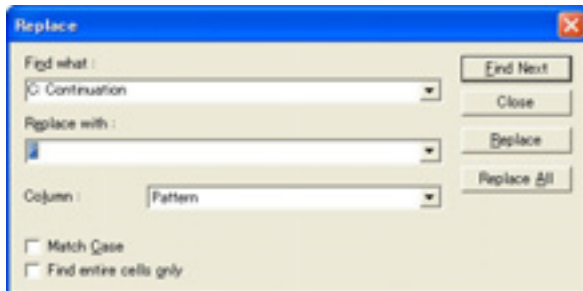 Replace
Find what :
C: Continuation
Find Next
Close
Replace with :
Replace
Replace All
Column :
Pattern
Match Case
Find entire cells only